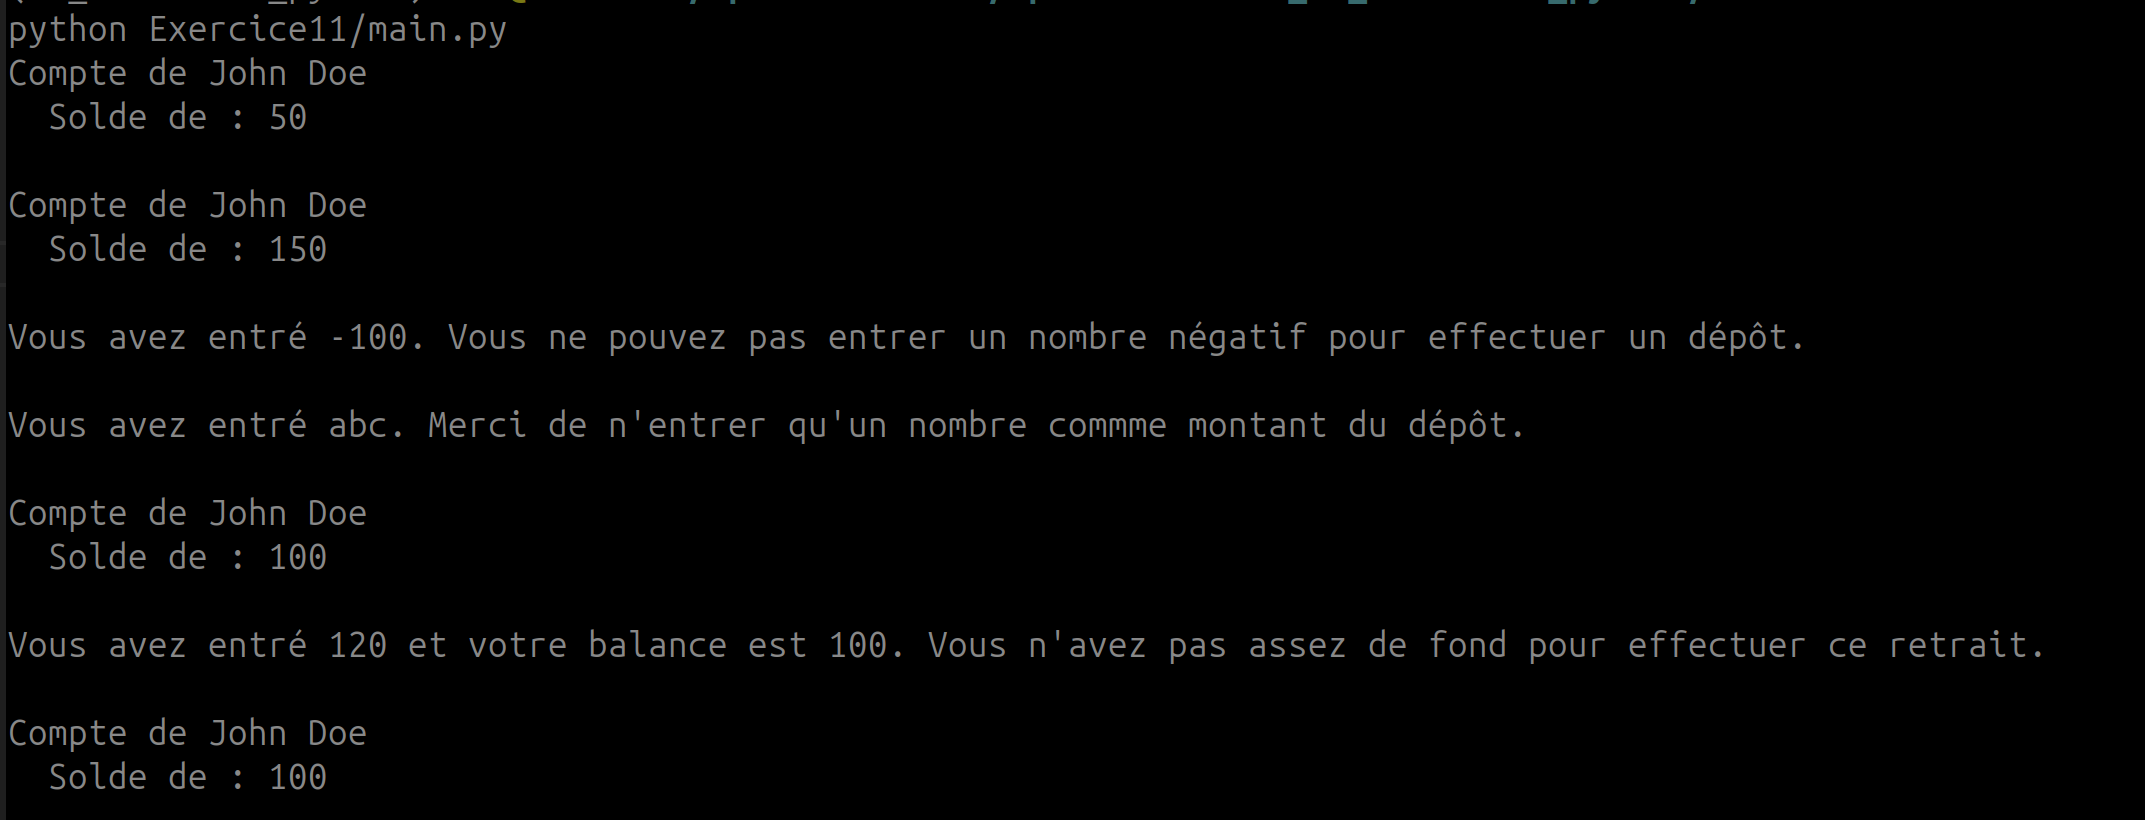 python Exercice11/main.py
Compte de John Doe
  Solde de : 50

Compte de John Doe
  Solde de : 150

Vous avez entré -100. Vous ne pouvez pas entrer un nombre négatif pour effectuer un dépôt.

Vous avez entré abc. Merci de n'entrer qu'un nombre commme montant du dépôt.

Compte de John Doe
  Solde de : 100

Vous avez entré 120 et votre balance est 100. Vous n'avez pas assez de fond pour effectuer ce retrait.

Compte de John Doe
  Solde de : 100